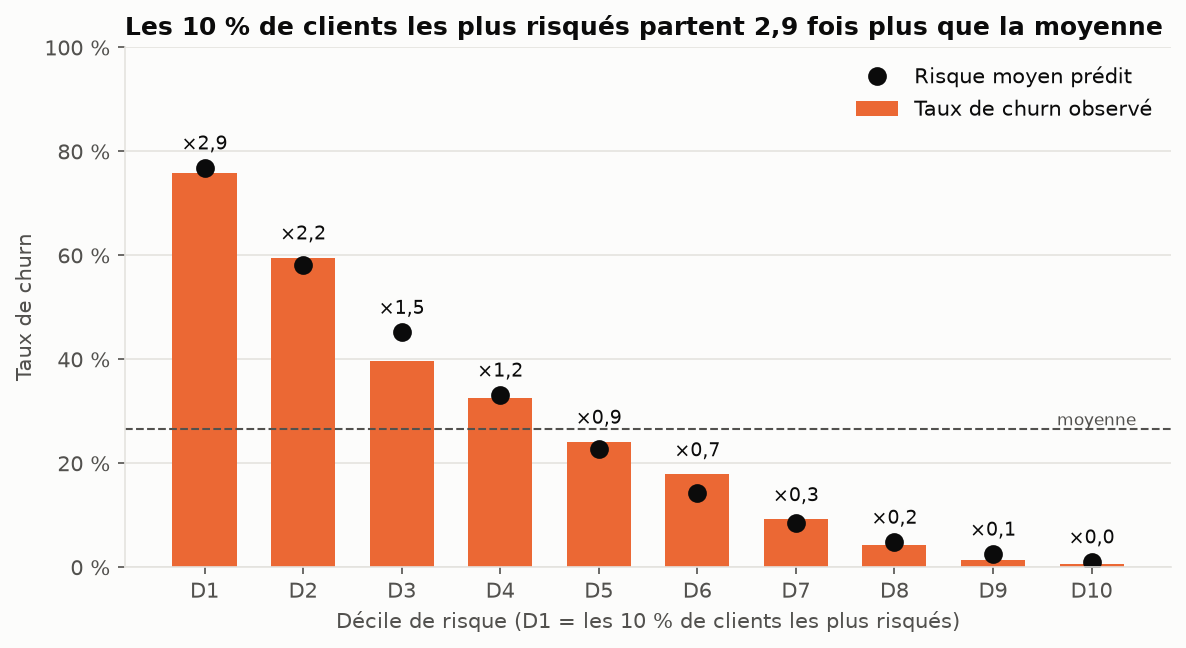 Les 10 % de clients les plus risqués partent 2,9 fois plus que la moyenne
100 %
80 %
60 %
40 %
20 %
0 %
Taux de churn
Risque moyen prédit
Taux de churn observé
×2,9
×2,2
×1,5
×1,2
×0,9
×0,7
×0,3
×0,2
×0,1
×0,0
moyenne
D1 D2 D3 D4 D5 D6 D7 D8 D9 D10
Décile de risque (D1 = les 10 % de clients les plus risqués)